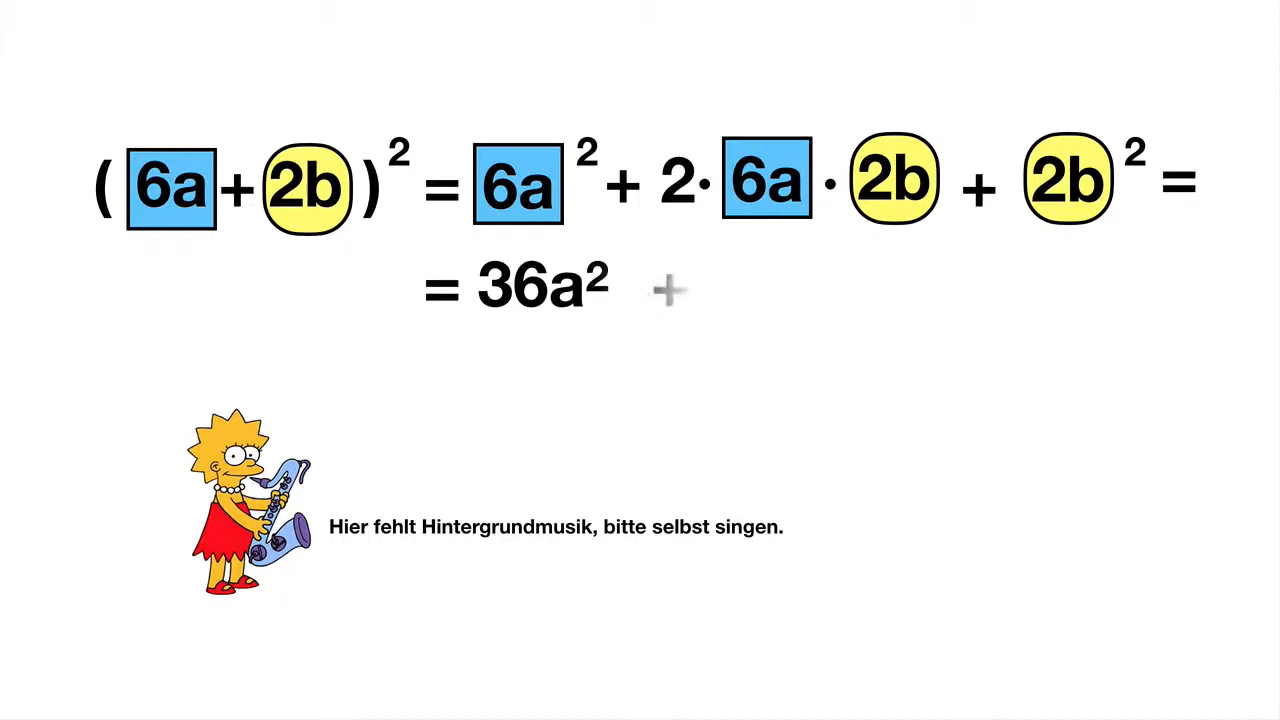 (6a+2b)² = 6a² + 2·6a·2b + 2b² =
= 36a² +
Hier fehlt Hintergrundmusik, bitte selbst singen.